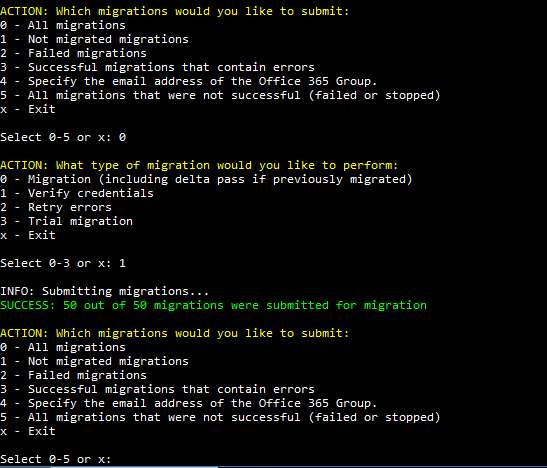 ACTION: Which migrations would you like to submit:
0 - All migrations
1 - Not migrated migrations
2 - Failed migrations
3 - Successful migrations that contain errors
4 - Specify the email address of the Office 365 Group.
5 - All migrations that were not successful (failed or stopped)
x - Exit
Select 0-5 or x: 0
ACTION: What type of migration would you like to perform:
0 - Migration (including delta pass if previously migrated)
1 - Verify credentials
2 - Retry errors
3 - Trial migration
x - Exit
Select 0-3 or x: 1
INFO: Submitting migrations...
SUCCESS: 50 out of 50 migrations were submitted for migration
ACTION: Which migrations would you like to submit:
0 - All migrations
1 - Not migrated migrations
2 - Failed migrations
3 - Successful migrations that contain errors
4 - Specify the email address of the Office 365 Group.
5 - All migrations that were not successful (failed or stopped)
x - Exit
Select 0-5 or x: